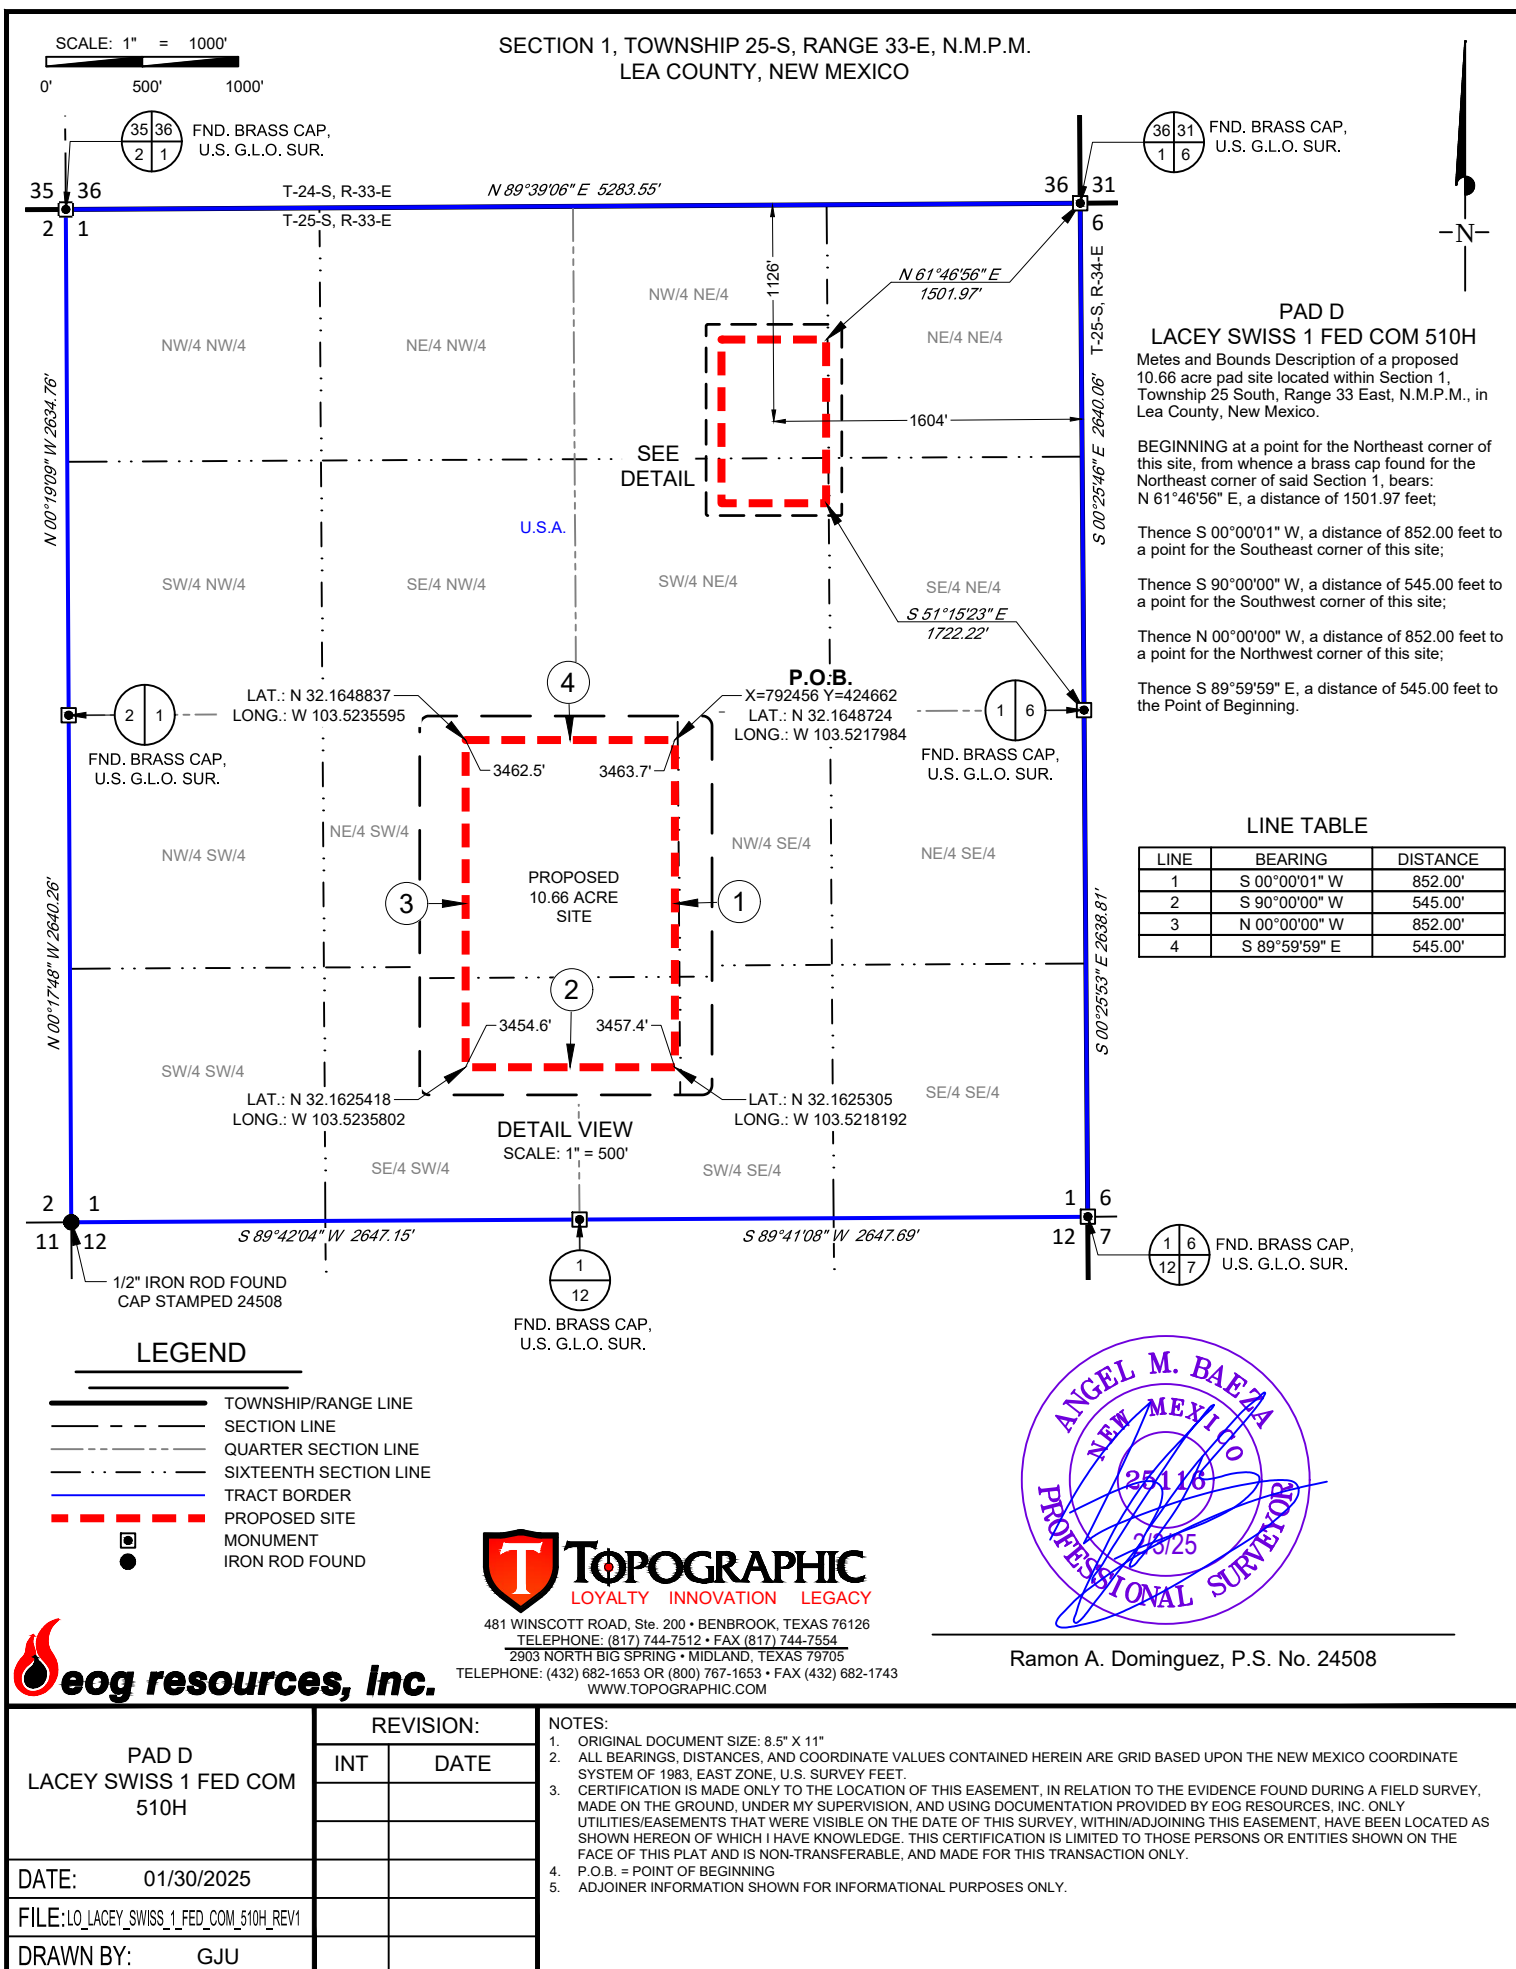 SCALE: 1" = 1000'
0' 500' 1000'
SECTION 1, TOWNSHIP 25-S, RANGE 33-E, N.M.P.M.
LEA COUNTY, NEW MEXICO
35 36
2 1
FND. BRASS CAP,
U.S. G.L.O. SUR.
36 31
1 6
FND. BRASS CAP,
U.S. G.L.O. SUR.
35 36
2 1
T-24-S, R-33-E
T-25-S, R-33-E
N 89°39'06" E 5283.55'
36 31
6
T-25-S, R-34-E
N
1126'
N 61°46'56" E
1501.97'
NW/4 NW/4
NE/4 NW/4
NW/4 NE/4
NE/4 NE/4
1604'
N 00°19'09" W 2634.76'
S 00°25'46" E 2640.06'
SEE
DETAIL
U.S.A.
SW/4 NW/4
SE/4 NW/4
SW/4 NE/4
SE/4 NE/4
S 51°15'23" E
1722.22'
PAD D
LACEY SWISS 1 FED COM 510H
Metes and Bounds Description of a proposed
10.66 acre pad site located within Section 1,
Township 25 South, Range 33 East, N.M.P.M., in
Lea County, New Mexico.
BEGINNING at a point for the Northeast corner of
this site, from whence a brass cap found for the
Northeast corner of said Section 1, bears:
N 61°46'56" E, a distance of 1501.97 feet;
Thence S 00°00'01" W, a distance of 852.00 feet to
a point for the Southeast corner of this site;
Thence S 90°00'00" W, a distance of 545.00 feet to
a point for the Southwest corner of this site;
Thence N 00°00'00" W, a distance of 852.00 feet to
a point for the Northwest corner of this site;
Thence S 89°59'59" E, a distance of 545.00 feet to
the Point of Beginning.
2 1
FND. BRASS CAP,
U.S. G.L.O. SUR.
LAT.: N 32.1648837
LONG.: W 103.5235595
4
P.O.B.
X=792456 Y=424662
LAT.: N 32.1648724
LONG.: W 103.5217984
1 6
FND. BRASS CAP,
U.S. G.L.O. SUR.
3462.5' 3463.7'
NW/4 SW/4
NE/4 SW/4
NW/4 SE/4
NE/4 SE/4
PROPOSED
10.66 ACRE
SITE
3
1
2
3454.6' 3457.4'
N 00°17'48" W 2640.26'
S 00°25'53" E 2638.81'
SW/4 SW/4
SE/4 SE/4
LAT.: N 32.1625418
LONG.: W 103.5235802
LAT.: N 32.1625305
LONG.: W 103.5218192
DETAIL VIEW
SCALE: 1" = 500'
SE/4 SW/4
SW/4 SE/4
LINE TABLE
LINE BEARING DISTANCE
1 S 00°00'01" W 852.00'
2 S 90°00'00" W 545.00'
3 N 00°00'00" W 852.00'
4 S 89°59'59" E 545.00'
2 1
11 12
S 89°42'04" W 2647.15'
S 89°41'08" W 2647.69'
1 6
12 7
1/2" IRON ROD FOUND
CAP STAMPED 24508
1
12
FND. BRASS CAP,
U.S. G.L.O. SUR.
1 6
12 7
FND. BRASS CAP,
U.S. G.L.O. SUR.
LEGEND
TOWNSHIP/RANGE LINE
SECTION LINE
QUARTER SECTION LINE
SIXTEENTH SECTION LINE
TRACT BORDER
PROPOSED SITE
MONUMENT
IRON ROD FOUND
T TOPOGRAPHIC
LOYALTY INNOVATION LEGACY
481 WINSCOTT ROAD, Ste. 200 • BENBROOK, TEXAS 76126
TELEPHONE: (817) 744-7512 • FAX (817) 744-7554
2903 NORTH BIG SPRING • MIDLAND, TEXAS 79705
TELEPHONE: (432) 682-1653 OR (800) 767-1653 • FAX (432) 682-1743
WWW.TOPOGRAPHIC.COM
eog resources, inc.
ANGEL M. BAEZA
NEW MEXICO
25116
2/3/25
PROFESSIONAL SURVEYOR
Ramon A. Dominguez, P.S. No. 24508
PAD D
LACEY SWISS 1 FED COM
510H
REVISION:
INT DATE
DATE: 01/30/2025
FILE: LO_LACEY_SWISS_1_FED_COM_510H_REV1
DRAWN BY: GJU
NOTES:
1. ORIGINAL DOCUMENT SIZE: 8.5" X 11"
2. ALL BEARINGS, DISTANCES, AND COORDINATE VALUES CONTAINED HEREIN ARE GRID BASED UPON THE NEW MEXICO COORDINATE
SYSTEM OF 1983, EAST ZONE, U.S. SURVEY FEET.
3. CERTIFICATION IS MADE ONLY TO THE LOCATION OF THIS EASEMENT, IN RELATION TO THE EVIDENCE FOUND DURING A FIELD SURVEY,
MADE ON THE GROUND, UNDER MY SUPERVISION, AND USING DOCUMENTATION PROVIDED BY EOG RESOURCES, INC. ONLY
UTILITIES/EASEMENTS THAT WERE VISIBLE ON THE DATE OF THIS SURVEY, WITHIN/ADJOINING THIS EASEMENT, HAVE BEEN LOCATED AS
SHOWN HEREON OF WHICH I HAVE KNOWLEDGE. THIS CERTIFICATION IS LIMITED TO THOSE PERSONS OR ENTITIES SHOWN ON THE
FACE OF THIS PLAT AND IS NON-TRANSFERABLE, AND MADE FOR THIS TRANSACTION ONLY.
4. P.O.B. = POINT OF BEGINNING
5. ADJOINER INFORMATION SHOWN FOR INFORMATIONAL PURPOSES ONLY.